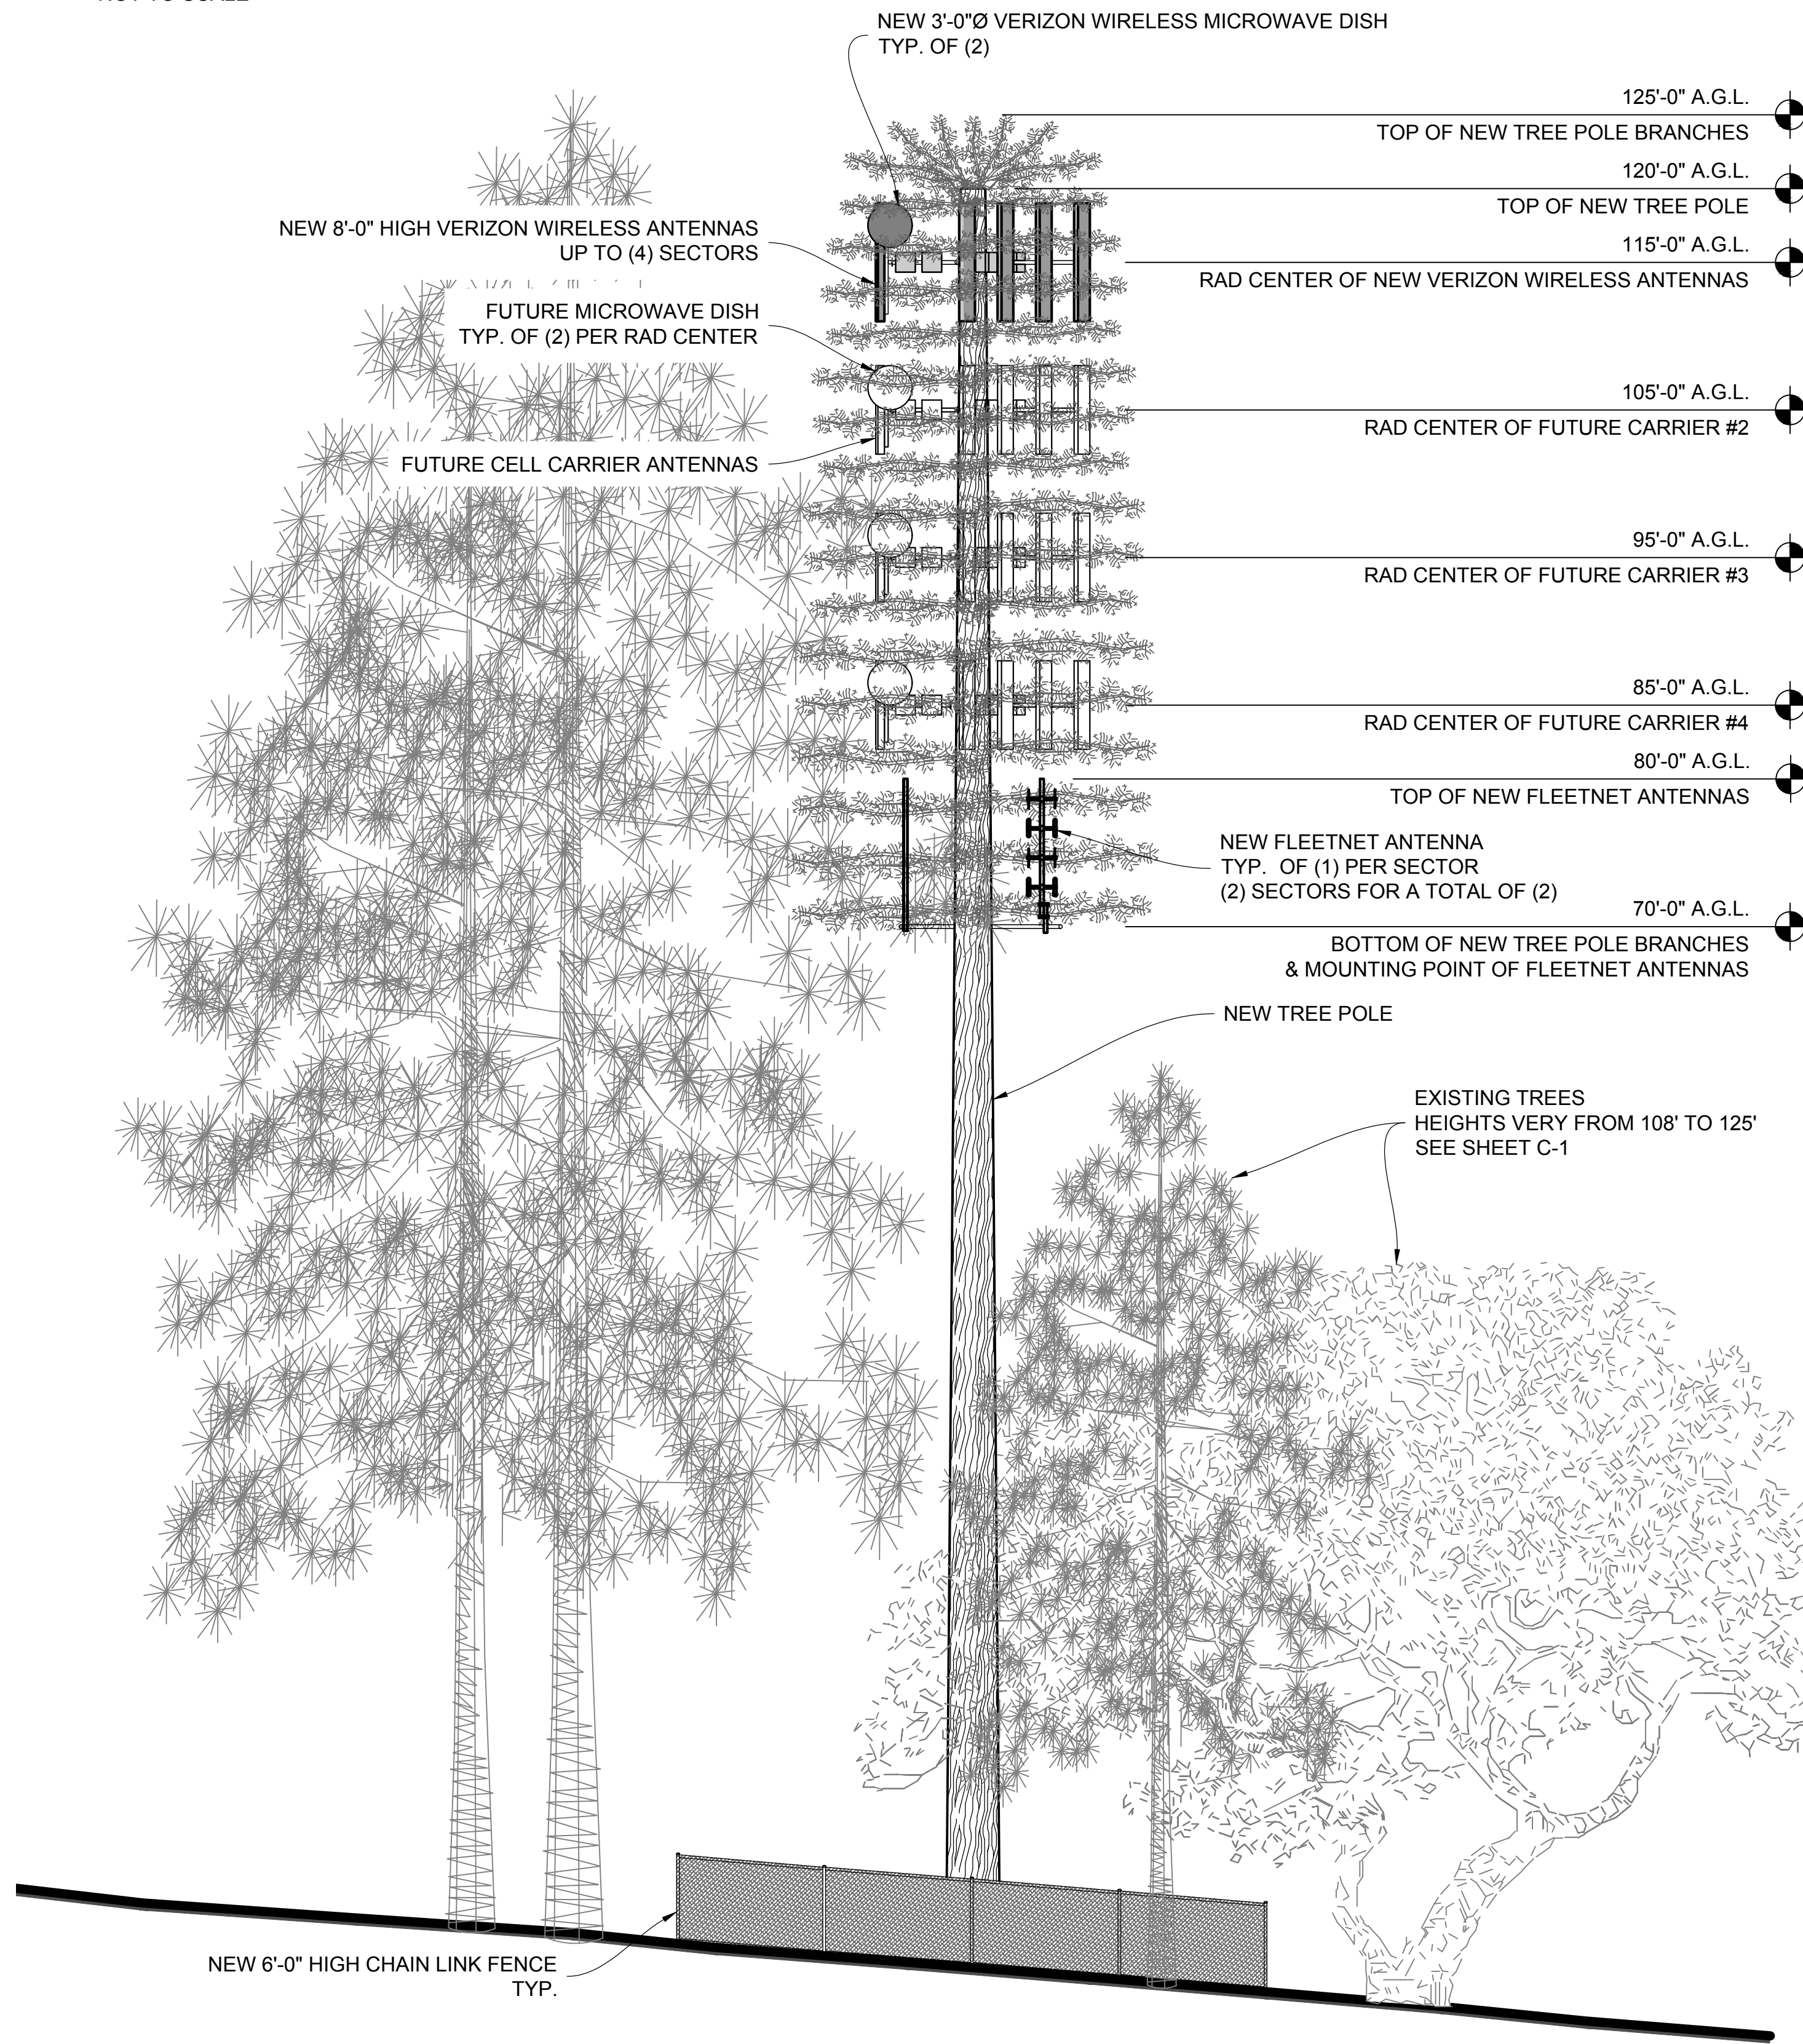 NOT TO SCALE
NEW 3'-0"Ø VERIZON WIRELESS MICROWAVE DISH
TYP. OF (2)
125'-0" A.G.L.
TOP OF NEW TREE POLE BRANCHES
120'-0" A.G.L.
TOP OF NEW TREE POLE
NEW 8'-0" HIGH VERIZON WIRELESS ANTENNAS
UP TO (4) SECTORS
115'-0" A.G.L.
RAD CENTER OF NEW VERIZON WIRELESS ANTENNAS
FUTURE MICROWAVE DISH
TYP. OF (2) PER RAD CENTER
105'-0" A.G.L.
RAD CENTER OF FUTURE CARRIER #2
FUTURE CELL CARRIER ANTENNAS
95'-0" A.G.L.
RAD CENTER OF FUTURE CARRIER #3
85'-0" A.G.L.
RAD CENTER OF FUTURE CARRIER #4
80'-0" A.G.L.
TOP OF NEW FLEETNET ANTENNAS
NEW FLEETNET ANTENNA
TYP. OF (1) PER SECTOR
(2) SECTORS FOR A TOTAL OF (2)
70'-0" A.G.L.
BOTTOM OF NEW TREE POLE BRANCHES
& MOUNTING POINT OF FLEETNET ANTENNAS
NEW TREE POLE
EXISTING TREES
HEIGHTS VERY FROM 108' TO 125'
SEE SHEET C-1
NEW 6'-0" HIGH CHAIN LINK FENCE
TYP.